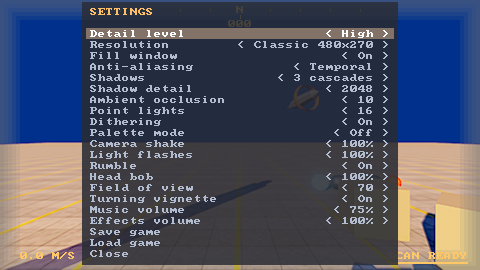 SETTINGS
N
000
Detail level < High >
Resolution < Classic 480x270 >
Fill window < On >
Anti-aliasing < Temporal >
Shadows < 3 cascades >
Shadow detail < 2048 >
Ambient occlusion < 10 >
Point lights < 16 >
Dithering < On >
Palette mode < Off >
Camera shake < 100% >
Light flashes < 100% >
Rumble < On >
Head bob < 100% >
Field of view < 70 >
Turning vignette < On >
Music volume < 75% >
Effects volume < 100% >
Save game
Load game
Close
0.0 M/S
CAN READY